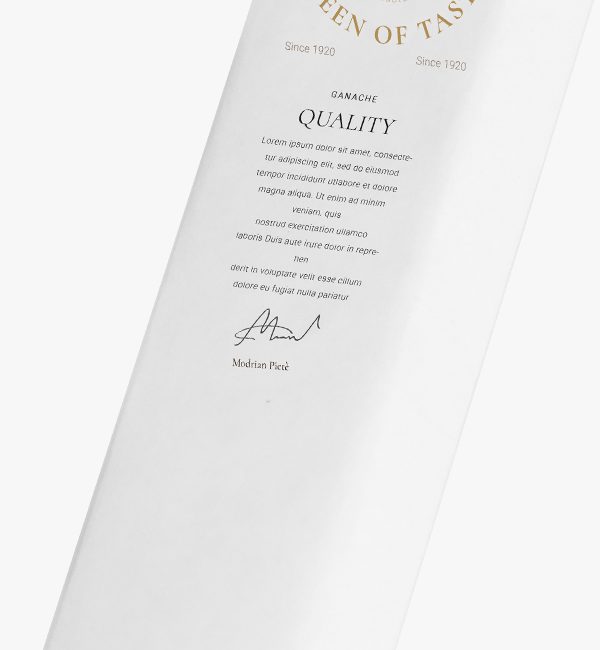 EEN OF TAST
Since 1920
Since 1920
GANACHE
QUALITY
Lorem ipsum dolor sit amet, consecte-
tur adipiscing elit, sed do eiusmod
tempor incididunt utlabore et dolore
magna aliqua. Ut enim ad minim
veniam, quis
nostrud exercitation ullamco
laboris Duis aute irure dolor in repre-
hen
derit in voluptate velit esse cillum
dolore eu fugiat nulla pariatur
Modrian Pictè